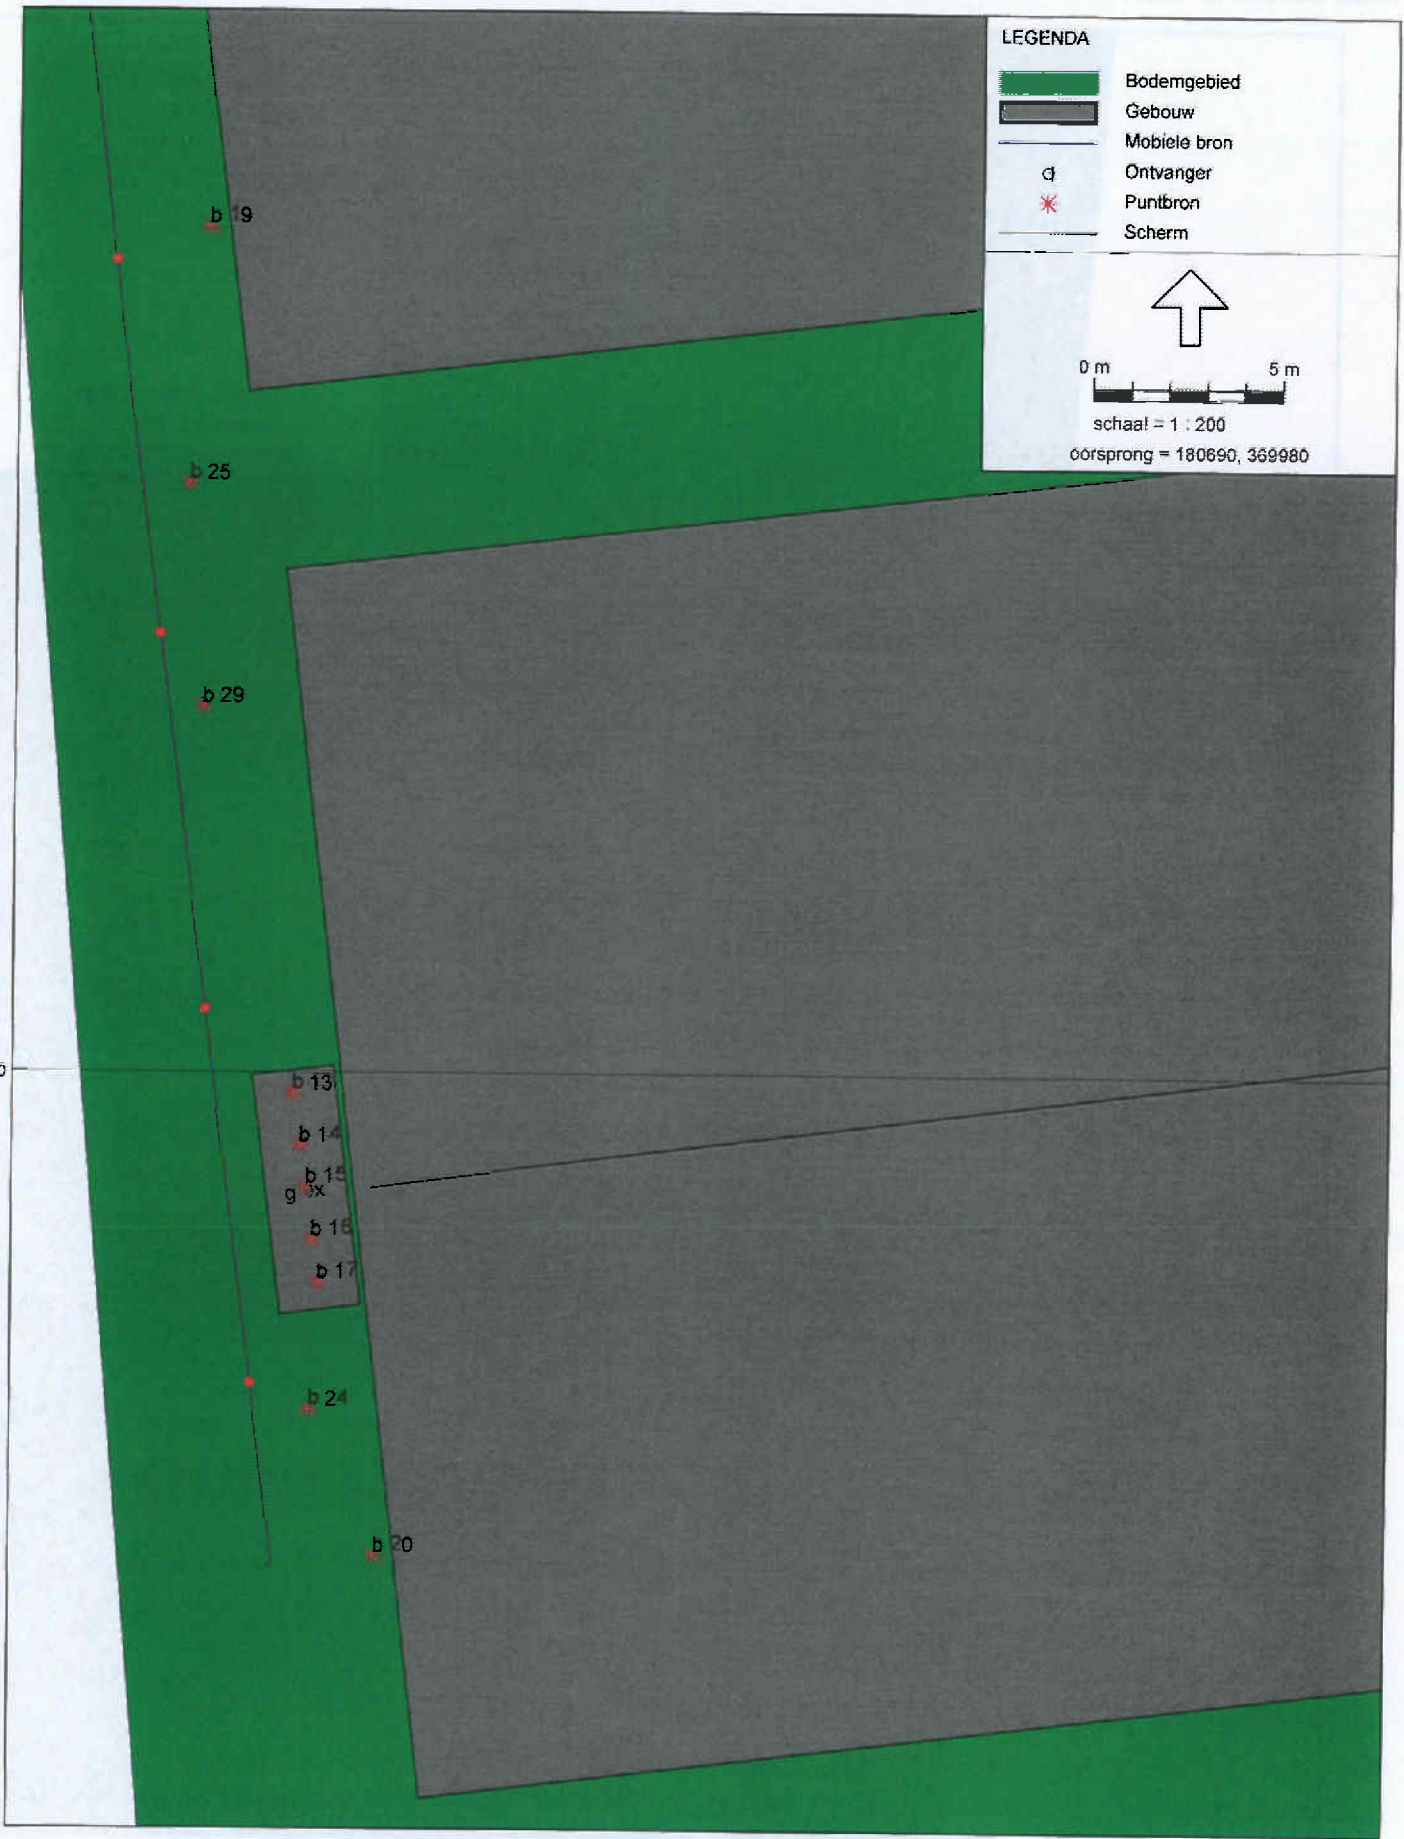 LEGENDA
Bodemgebied
Gebouw
Mobiele bron
Ontvanger
Puntbron
Scherm
0 m 5 m
schaal = 1 : 200
oorsprong = 180690, 369980
b 19
b 25
b 29
b 13
b 14
b 15
b 17
b 24
b 20